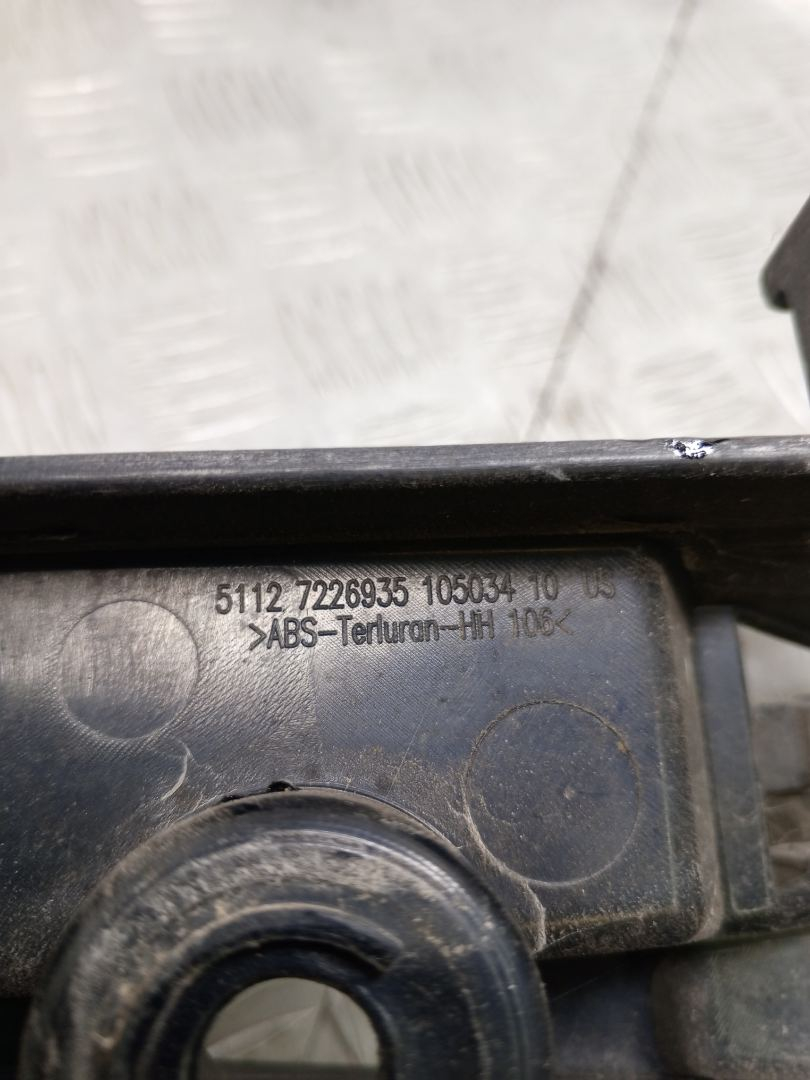 5112 7226935 105034 10 US
>ABS-Terluran-HH 106<